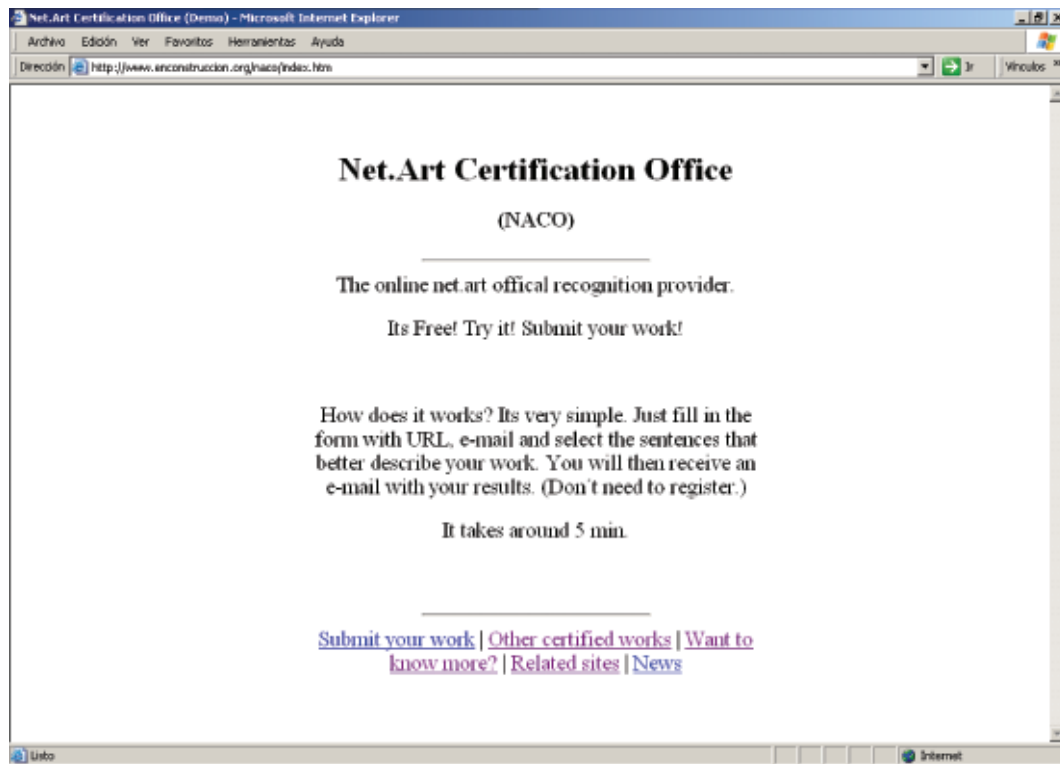 Net.Art Certification Office (Demo) - Microsoft Internet Explorer
Archivo Edición Ver Favoritos Herramientas Ayuda
Dirección http://www.enconstruccion.org/naco/index.htm Ir Vínculos »
Net.Art Certification Office
(NACO)
The online net.art offical recognition provider.
Its Free! Try it! Submit your work!
How does it works? Its very simple. Just fill in the
form with URL, e-mail and select the sentences that
better describe your work. You will then receive an
e-mail with your results. (Don't need to register.)
It takes around 5 min.
Submit your work | Other certified works | Want to
know more? | Related sites | News
Listo Internet